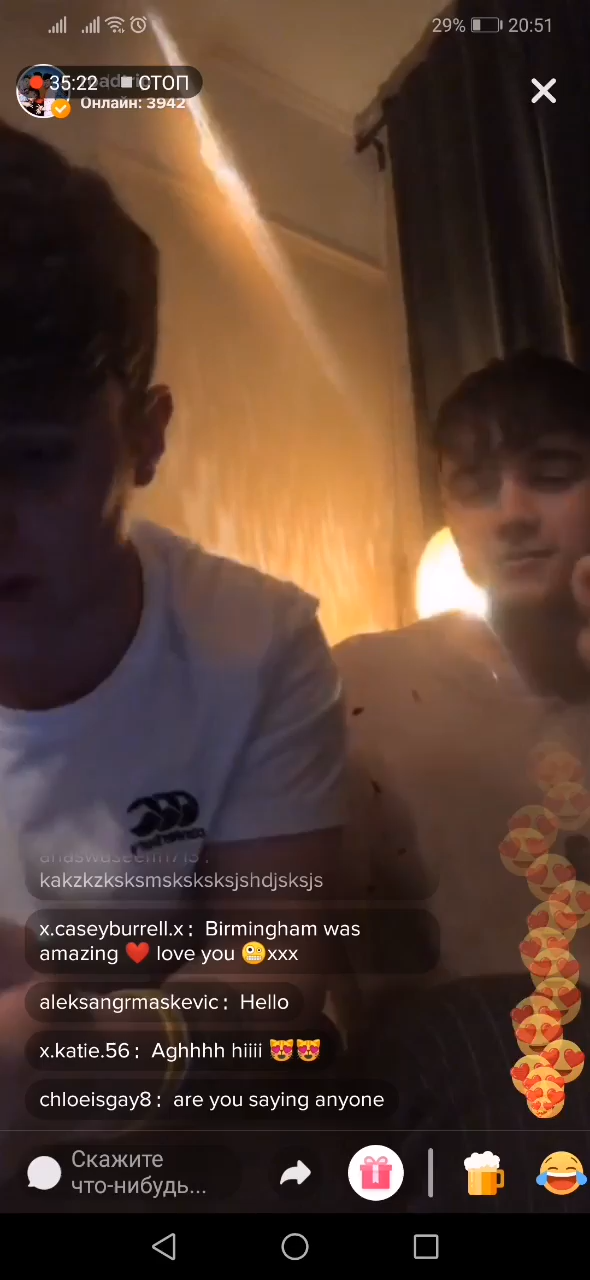 29% 20:51
35:22 СТОП
Онлайн: 3942
kakzkzksksmsksksksjshdjsksjs
x.caseyburrell.x: Birmingham was
amazing ❤️ love you 🤪xxx
aleksangrmaskevic: Hello
x.katie.56: Aghhhh hiiii 😻😻
chloeisgay8: are you saying anyone
Скажите
что-нибудь...